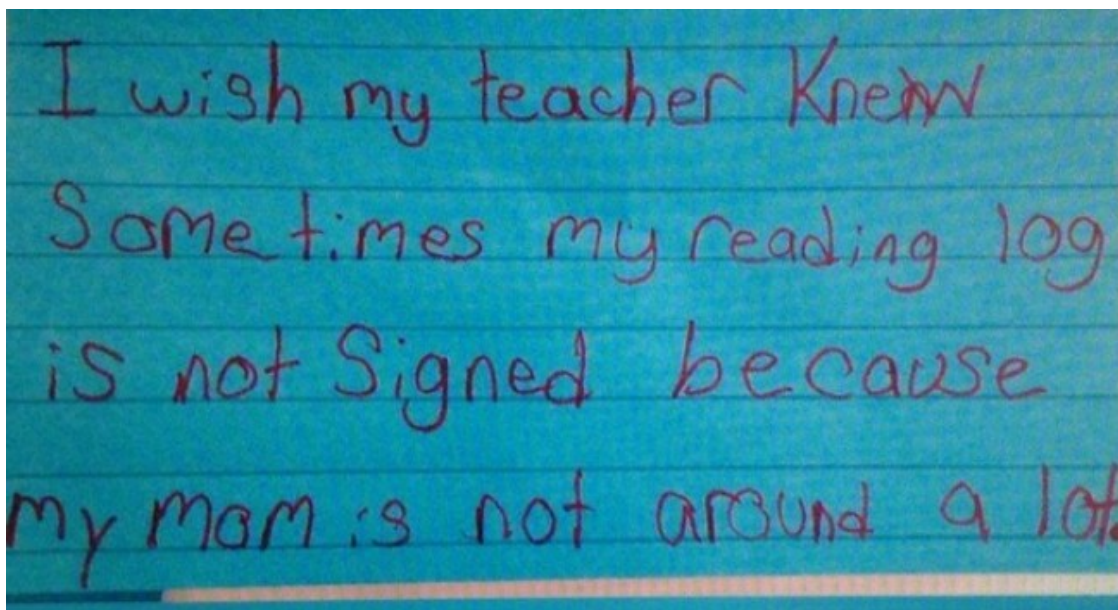 I wish my teacher Knew
Sometimes my reading log
is not Signed because
my mom is not around a lot